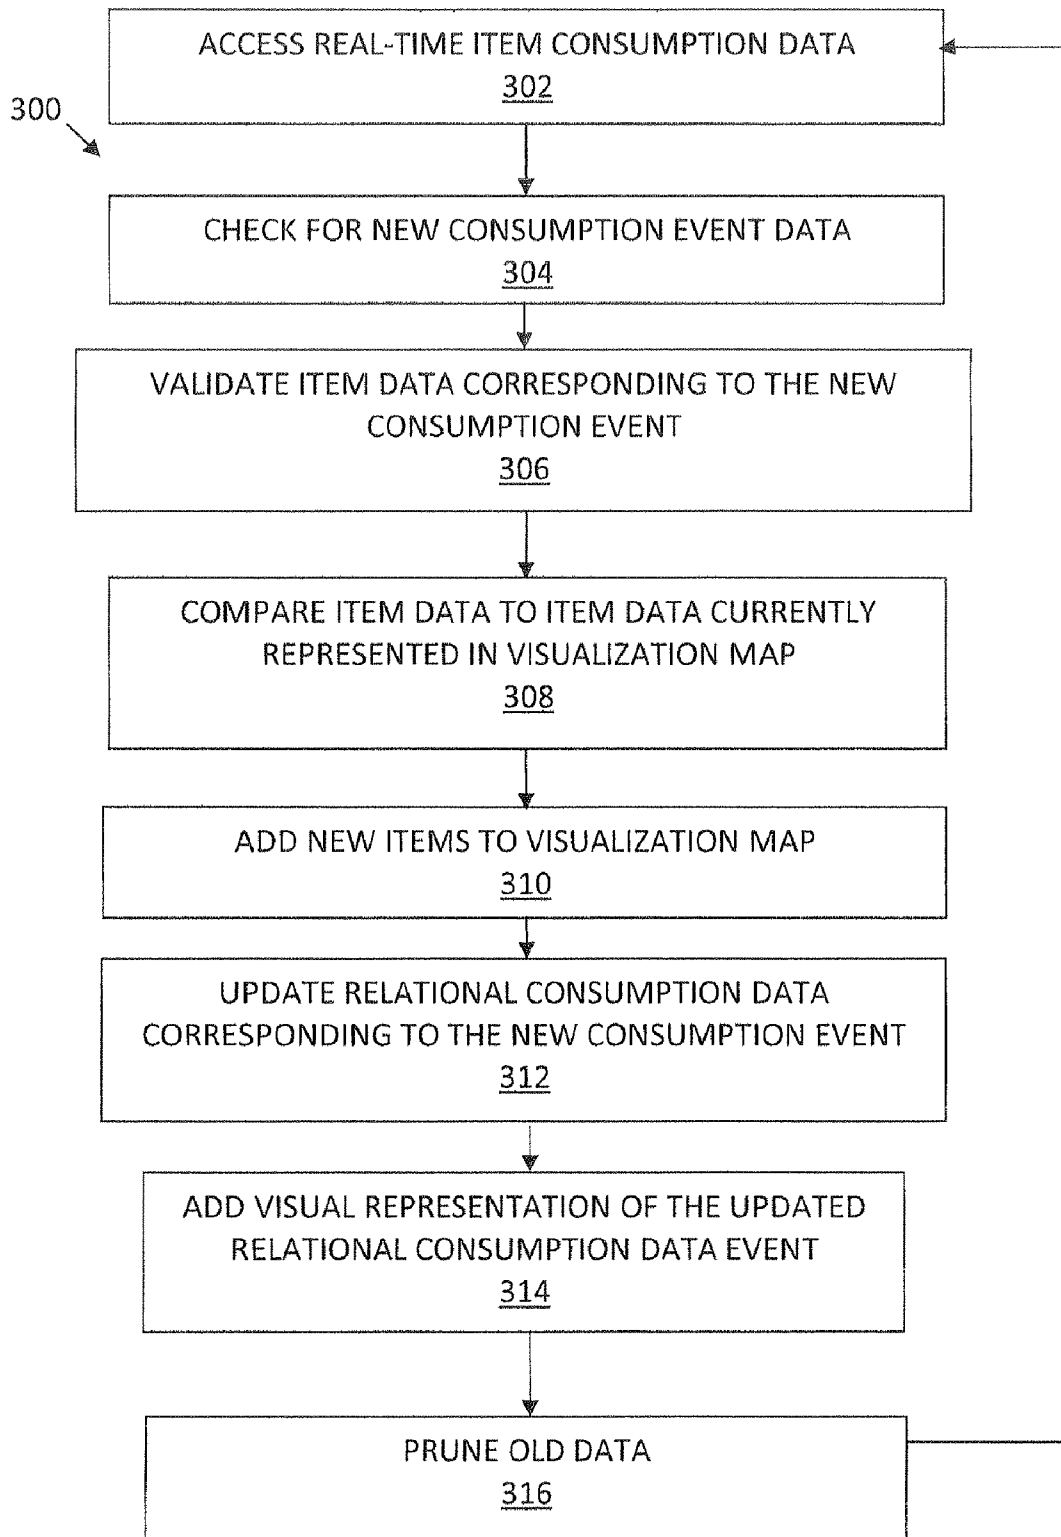 ACCESS REAL-TIME ITEM CONSUMPTION DATA
302
300
CHECK FOR NEW CONSUMPTION EVENT DATA
304
VALIDATE ITEM DATA CORRESPONDING TO THE NEW
CONSUMPTION EVENT
306
COMPARE ITEM DATA TO ITEM DATA CURRENTLY
REPRESENTED IN VISUALIZATION MAP
308
ADD NEW ITEMS TO VISUALIZATION MAP
310
UPDATE RELATIONAL CONSUMPTION DATA
CORRESPONDING TO THE NEW CONSUMPTION EVENT
312
ADD VISUAL REPRESENTATION OF THE UPDATED
RELATIONAL CONSUMPTION DATA EVENT
314
PRUNE OLD DATA
316